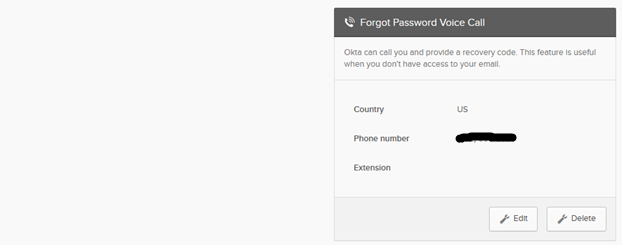 Forgot Password Voice Call
Okta can call you and provide a recovery code. This feature is useful
when you don't have access to your email.
Country US
Phone number
Extension
Edit Delete